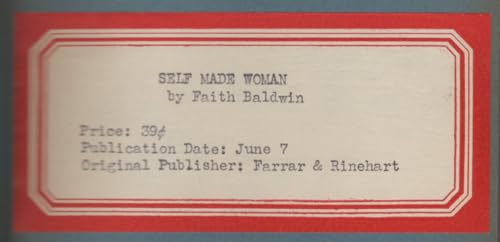 SELF MADE WOMAN
by Faith Baldwin
Price: 39¢
Publication Date: June 7
Original Publisher: Farrar & Rinehart